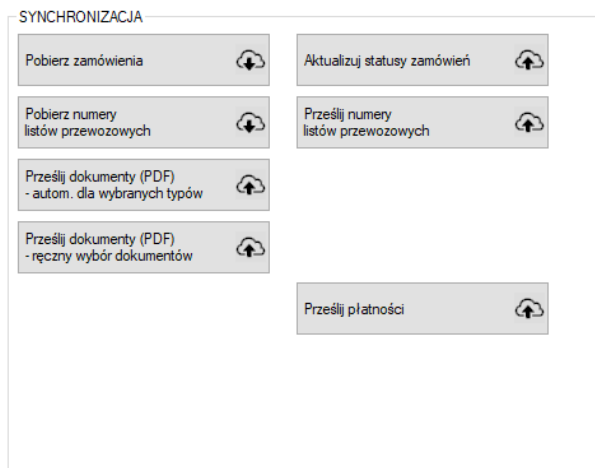 SYNCHRONIZACJA
Pobierz zamówienia
Aktualizuj statusy zamówień
Pobierz numery
listów przewozowych
Prześlij numery
listów przewozowych
Prześlij dokumenty (PDF)
- autom. dla wybranych typów
Prześlij dokumenty (PDF)
- ręczny wybór dokumentów
Prześlij płatności